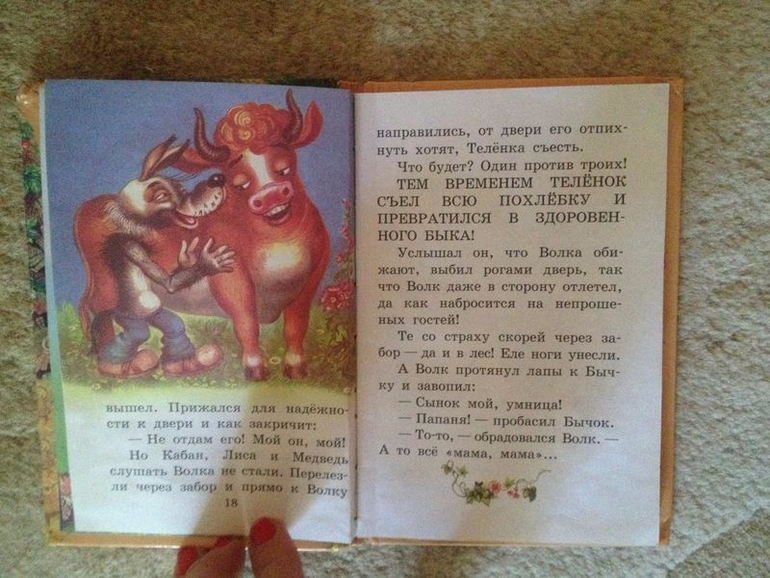 вышел. Прижался для надёжно-
сти к двери и как закричит:
— Не отдам его! Мой он, мой!
Но Кабан, Лиса и Медведь
слушать Волка не стали. Перелез-
ли через забор и прямо к Волку
18
направились, от двери его отпих-
нуть хотят, Телёнка съесть.
Что будет? Один против троих!
ТЕМ ВРЕМЕНЕМ ТЕЛЁНОК
СЪЕЛ ВСЮ ПОХЛЁБКУ И
ПРЕВРАТИЛСЯ В ЗДОРОВЕН-
НОГО БЫКА!
Услышал он, что Волка оби-
жают, выбил рогами дверь, так
что Волк даже в сторону отлетел,
да как набросится на непроше-
ных гостей!
Те со страху скорей через за-
бор — да и в лес! Еле ноги унесли.
А Волк протянул лапы к Быч-
ку и завопил:
— Сынок мой, умница!
— Папаня! — пробасил Бычок.
— То-то, — обрадовался Волк. —
А то всё «мама, мама»...